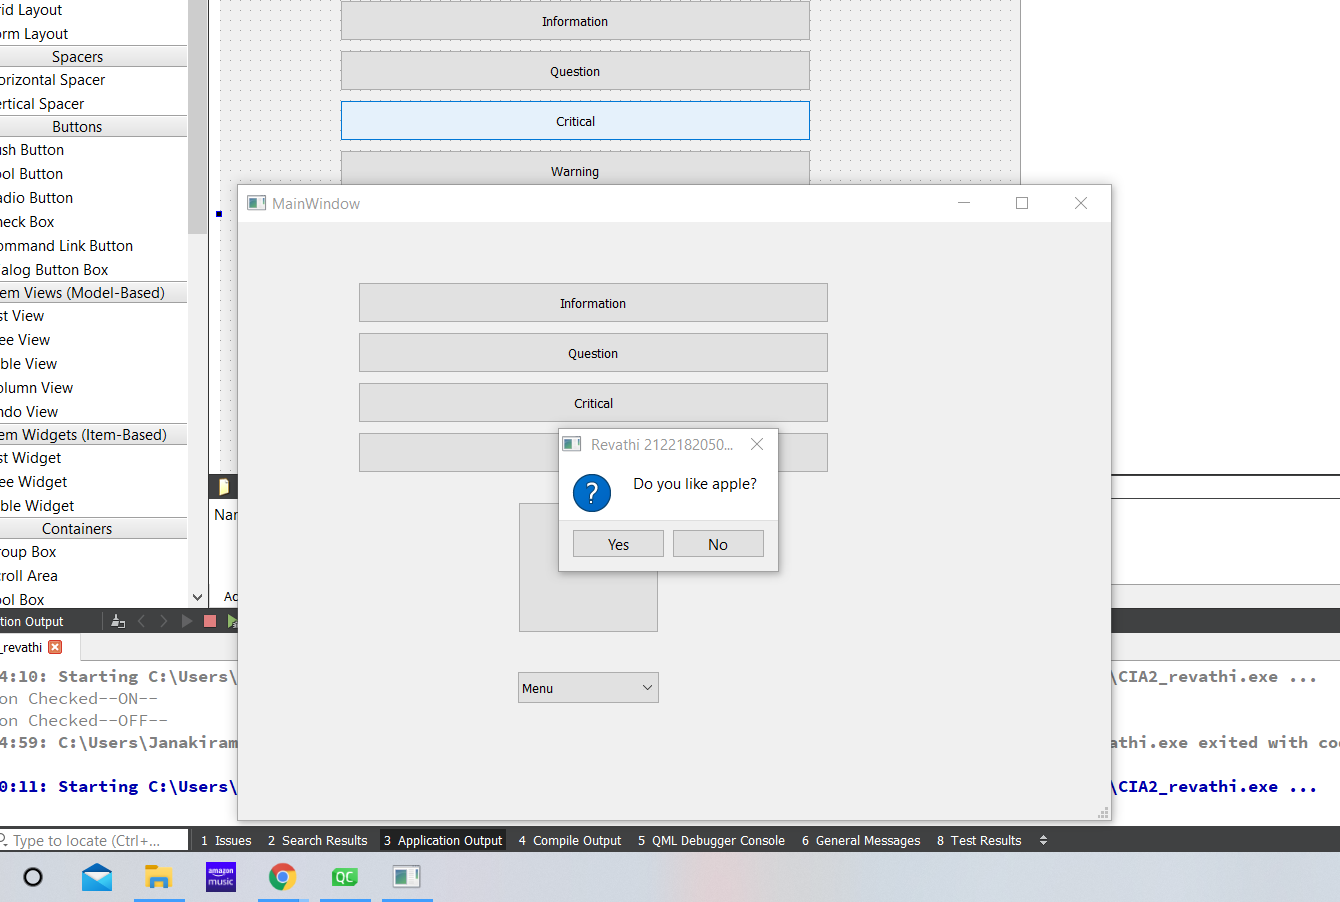 rid Layout
orm Layout
Spacers
orizontal Spacer
ertical Spacer
Buttons
ush Button
ool Button
adio Button
heck Box
ommand Link Button
ialog Button Box
em Views (Model-Based)
st View
ee View
ble View
olumn View
ndo View
em Widgets (Item-Based)
st Widget
ee Widget
ble Widget
Containers
roup Box
croll Area
ool Box
Information
Question
Critical
Warning
MainWindow
Information
Question
Critical
Revathi 2122182050...
Do you like apple?
Yes
No
Menu
Nar
Ad
tion Output
_revathi
4:10: Starting C:\Users\
\CIA2_revathi.exe ...
on Checked--ON--
on Checked--OFF--
4:59: C:\Users\Janakiram
athi.exe exited with co
0:11: Starting C:\Users\
\CIA2_revathi.exe ...
Type to locate (Ctrl+...
1 Issues
2 Search Results
3 Application Output
4 Compile Output
5 QML Debugger Console
6 General Messages
8 Test Results
amazon
music
QC